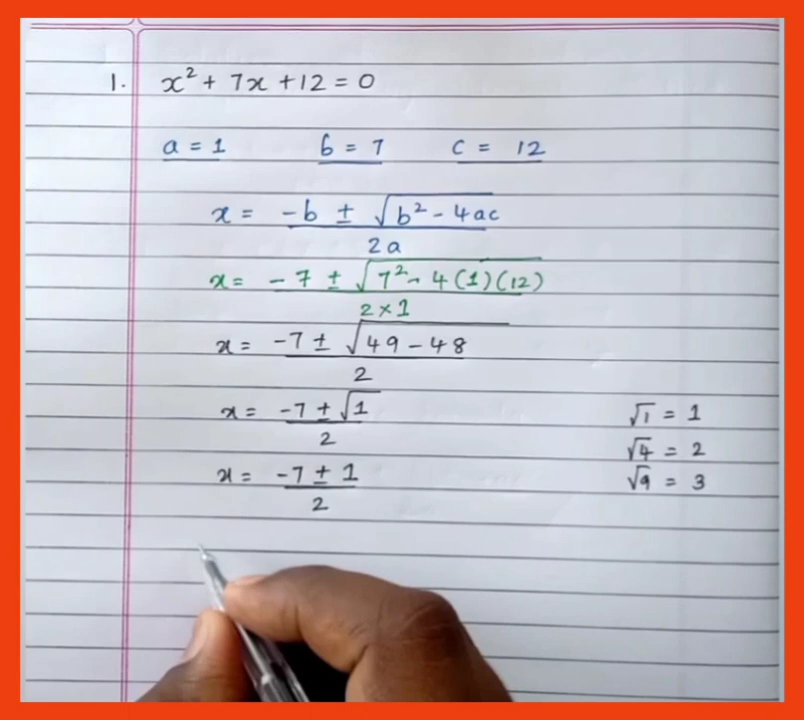 1. x² + 7x + 12 = 0
a = 1 b = 7 c = 12
x = -b ± √b² - 4ac
2a
x = -7 ± √7² - 4(1)(12)
2 × 1
x = -7 ± √49 - 48
2
x = -7 ± √1
2
√1 = 1
√4 = 2
x = -7 ± 1
2
√9 = 3